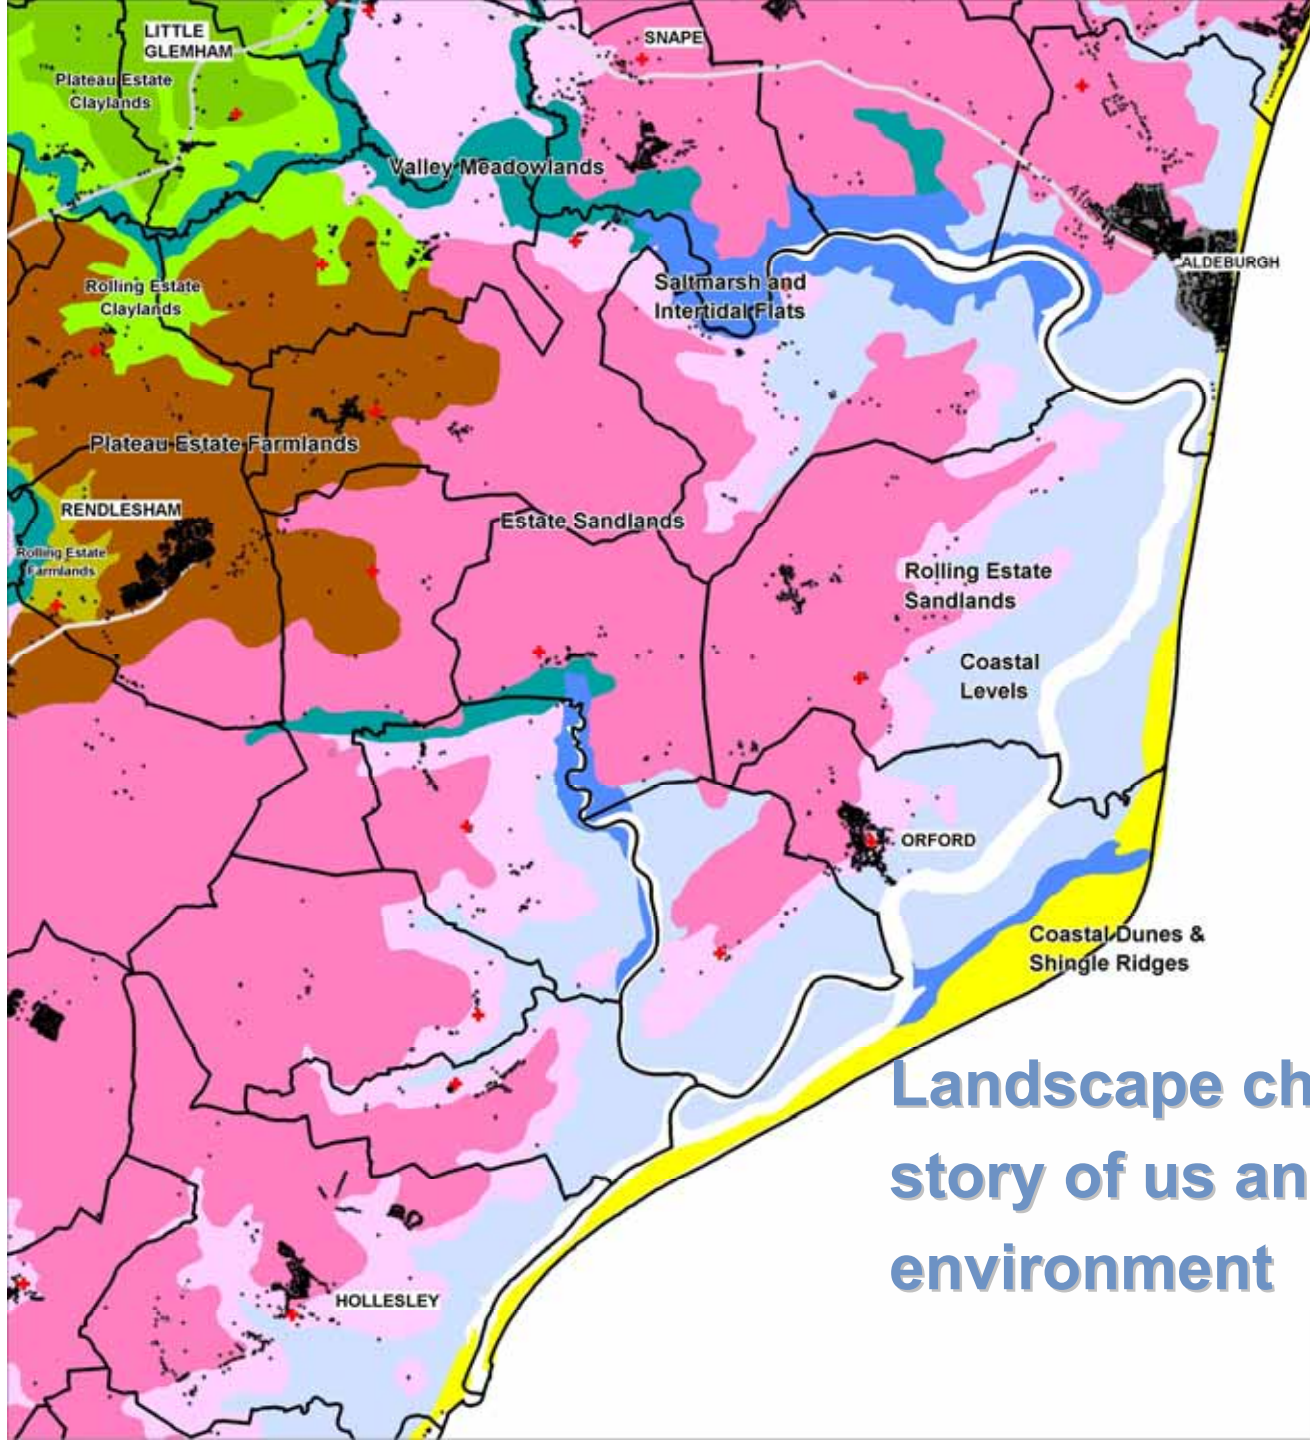 LITTLE
GLEMHAM
SNAPE
Plateau Estate
Claylands
Valley Meadowlands
ALDEBURGH
Saltmarsh and
Intertidal Flats
Rolling Estate
Claylands
Plateau Estate Farmlands
RENDLESHAM
Estate Sandlands
Rolling Estate
Farmlands
Rolling Estate
Sandlands
Coastal
Levels
ORFORD
Coastal Dunes &
Shingle Ridges
Landscape ch
story of us an
environment
HOLLESLEY